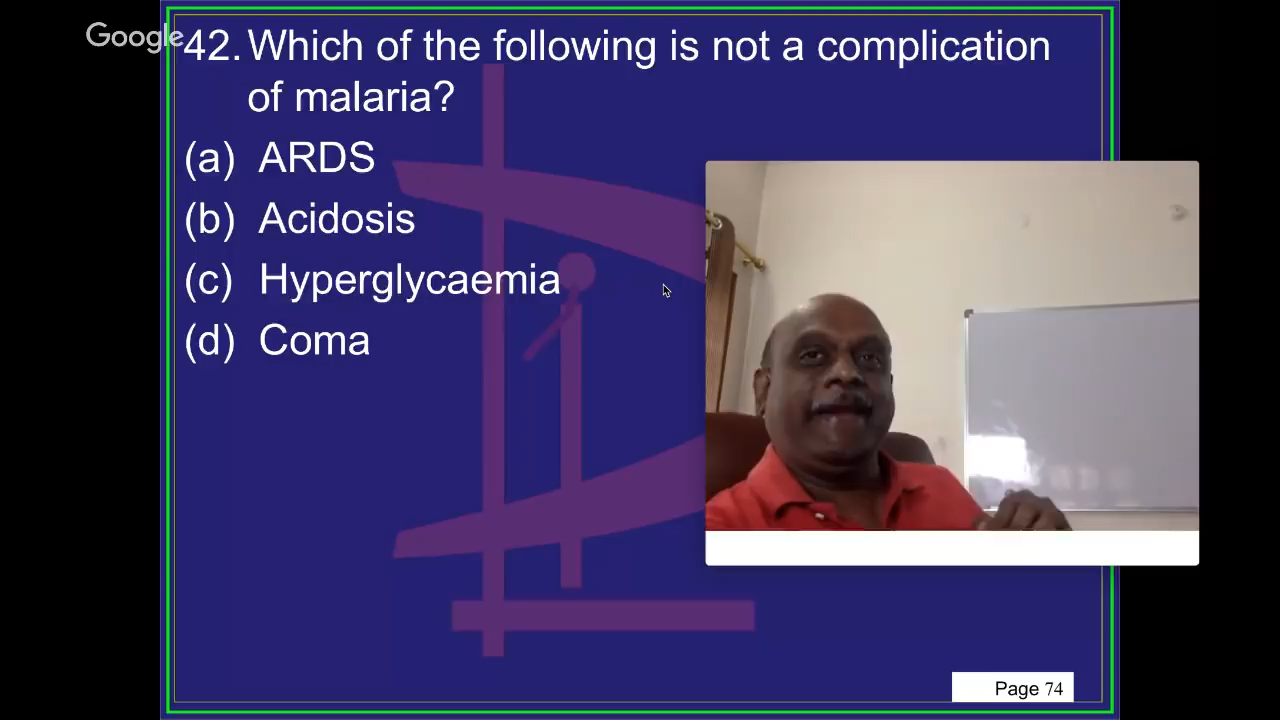 Google
42. Which of the following is not a complication
of malaria?
(a) ARDS
(b) Acidosis
(c) Hyperglycaemia
(d) Coma
Page 74